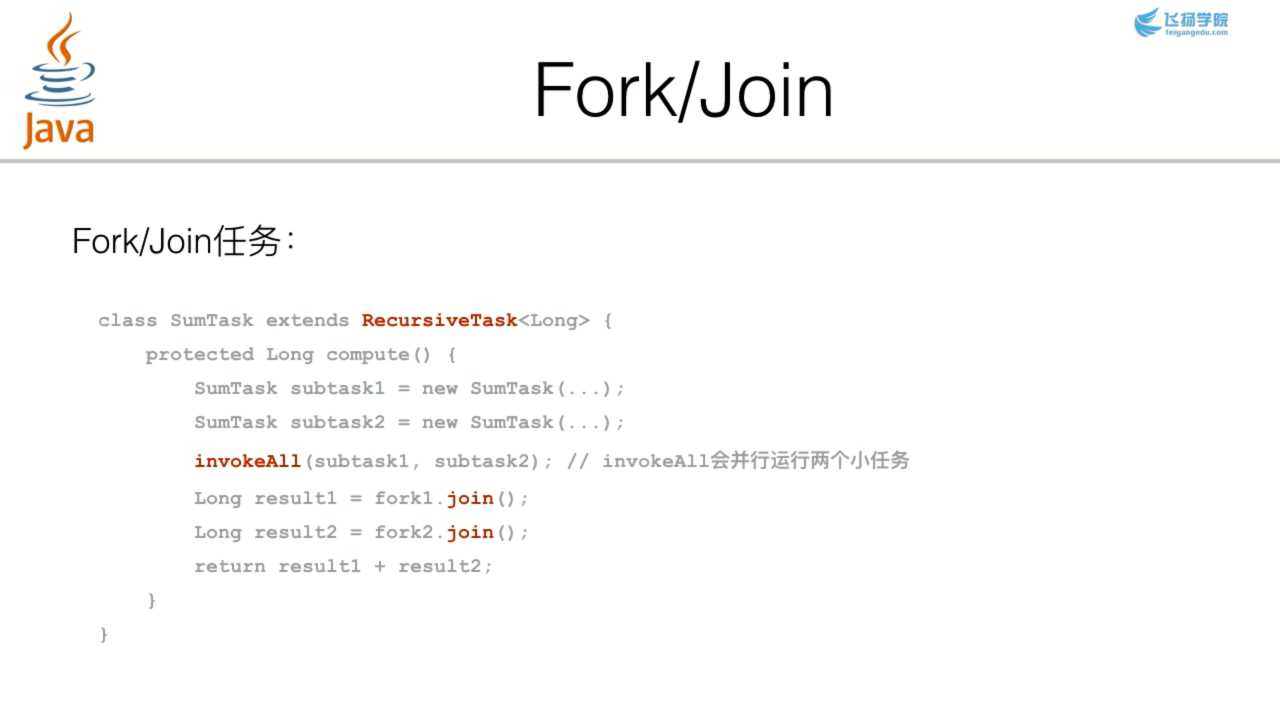 Java
飞扬学院
feiyangedu.com
Fork/Join
Fork/Join任务：
class SumTask extends RecursiveTask<Long> {
    protected Long compute() {
        SumTask subtask1 = new SumTask(...);
        SumTask subtask2 = new SumTask(...);
        invokeAll(subtask1, subtask2); // invokeAll会并行运行两个小任务
        Long result1 = fork1.join();
        Long result2 = fork2.join();
        return result1 + result2;
    }
}